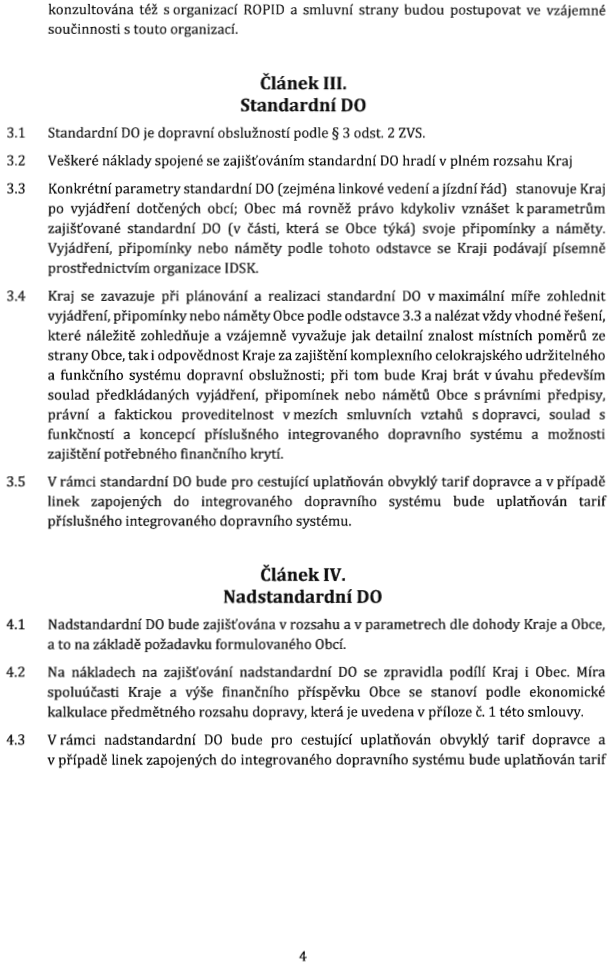 konzultována též s organizací ROPID a smluvní strany budou postupovat ve vzájemné
součinnosti s touto organizací.
Článek III.
Standardní DO
3.1 Standardní DO je dopravní obslužností podle § 3 odst. 2 ZVS.
3.2 Veškeré náklady spojené se zajišťováním standardní DO hradí v plném rozsahu Kraj
3.3 Konkrétní parametry standardní DO (zejména linkové vedení a jízdní řád) stanovuje Kraj
po vyjádření dotčených obcí; Obec má rovněž právo kdykoliv vznášet k parametrům
zajišťované standardní DO (v části, která se Obce týká) svoje připomínky a náměty.
Vyjádření, připomínky nebo náměty podle tohoto odstavce se Kraji podávají písemně
prostřednictvím organizace IDSK.
3.4 Kraj se zavazuje při plánování a realizaci standardní DO v maximální míře zohlednit
vyjádření, připomínky nebo náměty Obce podle odstavce 3.3 a nalézat vždy vhodné řešení,
které náležitě zohledňuje a vzájemně vyvažuje jak detailní znalost místních poměrů ze
strany Obce, tak i odpovědnost Kraje za zajištění komplexního celokrajského udržitelného
a funkčního systému dopravní obslužnosti; při tom bude Kraj brát v úvahu především
soulad předkládaných vyjádření, připomínek nebo námětů Obce s právními předpisy,
právní a faktickou proveditelnost v mezích smluvních vztahů s dopravci, soulad s
funkčností a koncepcí příslušného integrovaného dopravního systému a možnosti
zajištění potřebného finančního krytí.
3.5 V rámci standardní DO bude pro cestující uplatňován obvyklý tarif dopravce a v případě
linek zapojených do integrovaného dopravního systému bude uplatňován tarif
příslušného integrovaného dopravního systému.
Článek IV.
Nadstandardní DO
4.1 Nadstandardní DO bude zajišťována v rozsahu a v parametrech dle dohody Kraje a Obce,
a to na základě požadavku formulovaného Obcí.
4.2 Na nákladech na zajišťování nadstandardní DO se zpravidla podílí Kraj i Obec. Míra
spoluúčasti Kraje a výše finančního příspěvku Obce se stanoví podle ekonomické
kalkulace předmětného rozsahu dopravy, která je uvedena v příloze č. 1 této smlouvy.
4.3 V rámci nadstandardní DO bude pro cestující uplatňován obvyklý tarif dopravce a
v případě linek zapojených do integrovaného dopravního systému bude uplatňován tarif
4